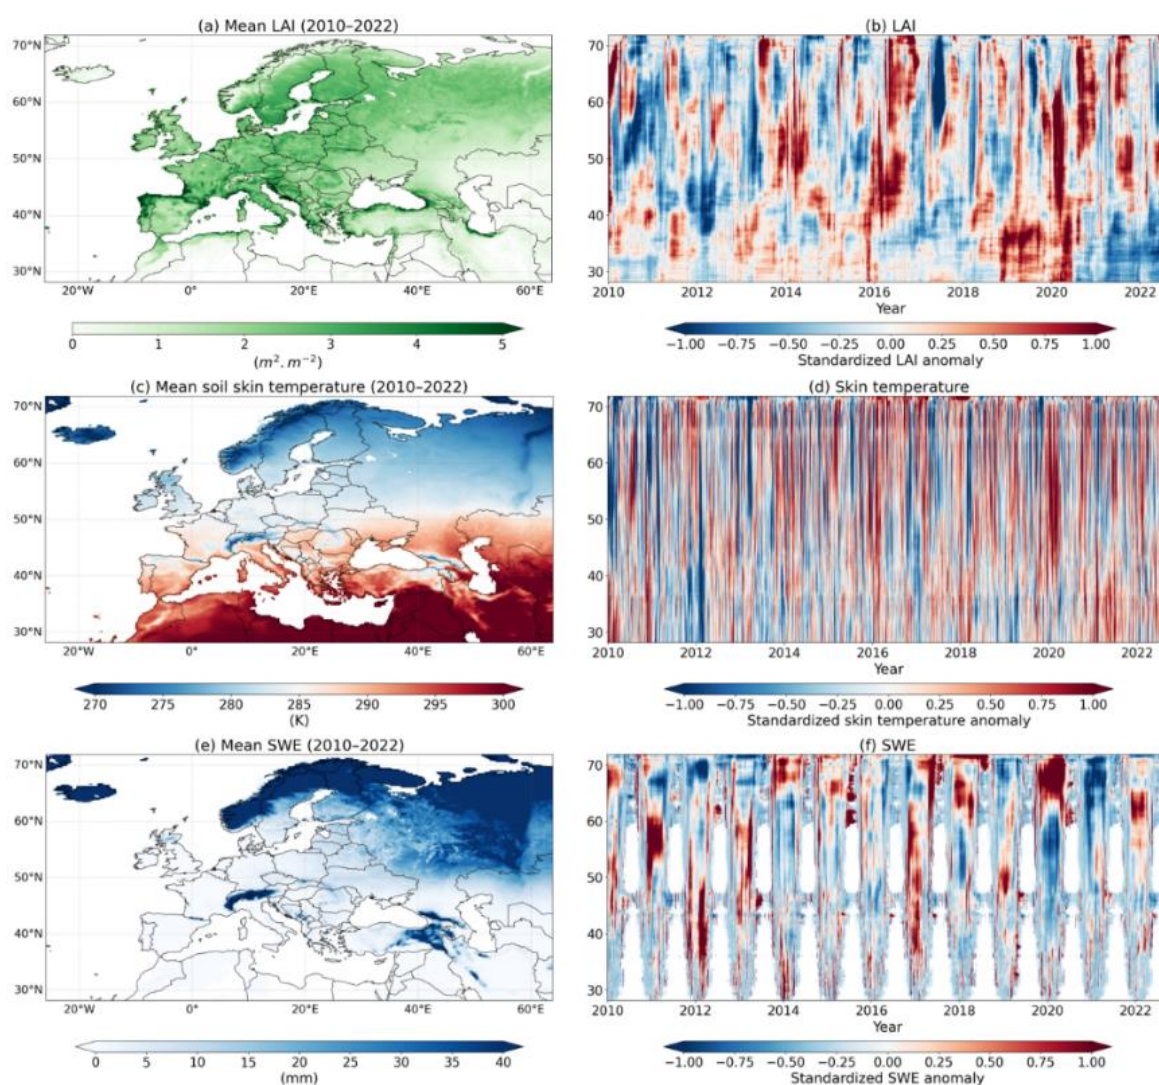 (a) Mean LAI (2010–2022)
70°N
60°N
50°N
40°N
30°N
20°W 0° 20°E 40°E 60°E
0 1 2 3 4 5
(m². m⁻²)
(b) LAI
70
60
50
40
30
2010 2012 2014 2016 2018 2020 2022
Year
−1.00 −0.75 −0.50 −0.25 0.00 0.25 0.50 0.75 1.00
Standardized LAI anomaly
(c) Mean soil skin temperature (2010–2022)
70°N
60°N
50°N
40°N
30°N
20°W 0° 20°E 40°E 60°E
270 275 280 285 290 295 300
(K)
(d) Skin temperature
70
60
50
40
30
2010 2012 2014 2016 2018 2020 2022
Year
−1.00 −0.75 −0.50 −0.25 0.00 0.25 0.50 0.75 1.00
Standardized skin temperature anomaly
(e) Mean SWE (2010–2022)
70°N
60°N
50°N
40°N
30°N
20°W 0° 20°E 40°E 60°E
0 5 10 15 20 25 30 35 40
(mm)
(f) SWE
70
60
50
40
30
2010 2012 2014 2016 2018 2020 2022
Year
−1.00 −0.75 −0.50 −0.25 0.00 0.25 0.50 0.75 1.00
Standardized SWE anomaly